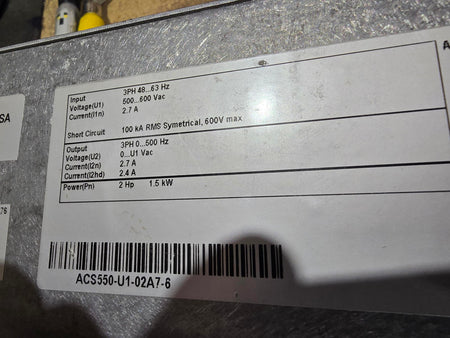 Input 3PH 48...63 Hz
Voltage(U1) 500...600 Vac
Current(I1n) 2.7 A
Short Circuit 100 kA RMS Symetrical, 600V max
Output 3PH 0...500 Hz
Voltage(U2) 0...U1 Vac
Current(I2n) 2.7 A
Current(I2hd) 2.4 A
Power(Pn) 2 Hp 1.5 kW
ACS550-U1-02A7-6
SA
76
A